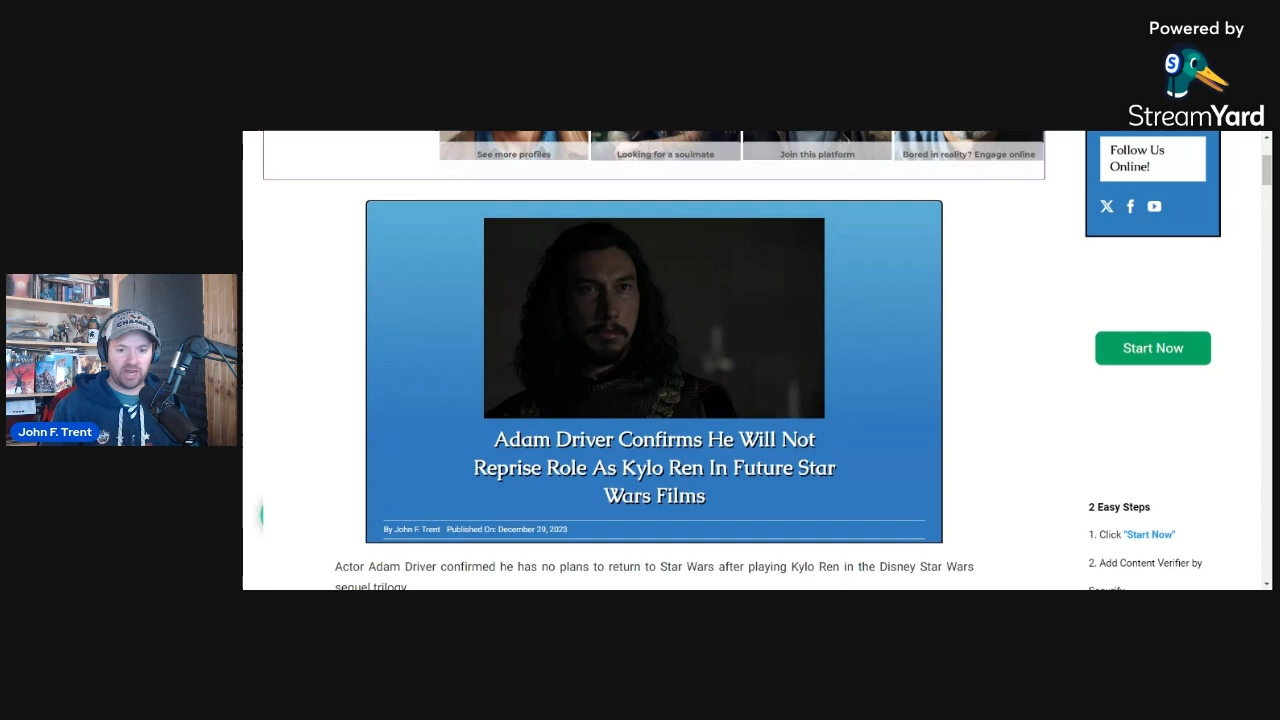 Powered by
StreamYard
See more profiles
Looking for a soulmate
Join this platform
Bored in reality? Engage online
Follow Us
Online!
Adam Driver Confirms He Will Not
Reprise Role As Kylo Ren In Future Star
Wars Films
By John F. Trent Published On: December 29, 2023
Actor Adam Driver confirmed he has no plans to return to Star Wars after playing Kylo Ren in the Disney Star Wars
sequel trilogy.
Start Now
2 Easy Steps
1. Click "Start Now"
2. Add Content Verifier by
CHAMPS
John F. Trent